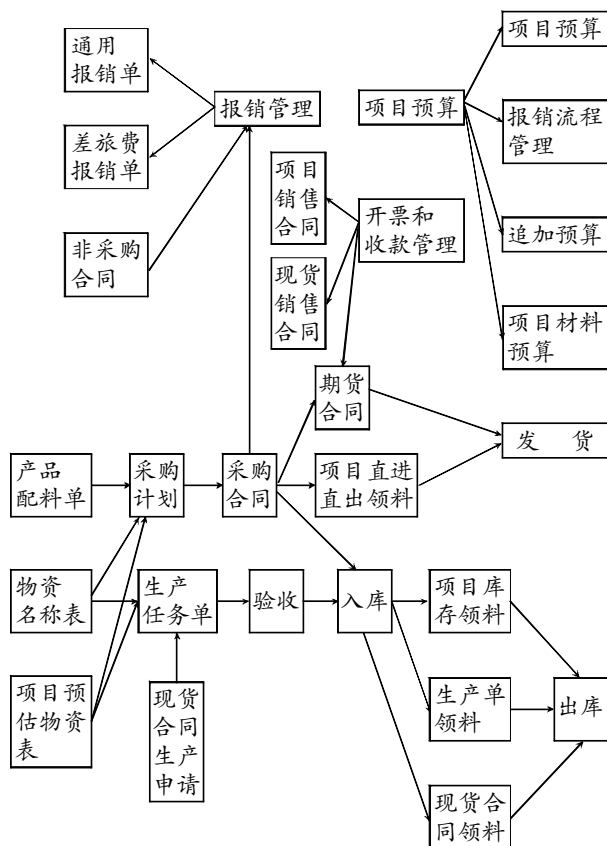 通用
报销单
差旅费
报销单
非采购
合同
报销管理
项目预算
项目预算
报销流程
管理
追加预算
项目材料
预算
项目
销售
合同
现货
销售
合同
开票和
收款管理
期货
合同
发 货
产品
配料单
采购
计划
采购
合同
项目直进
直出领料
物资
名称表
生产
任务单
验收
入库
项目库
存领料
项目预
估物资
表
现货
合同
生产
申请
生产单
领料
出库
现货合
同领料